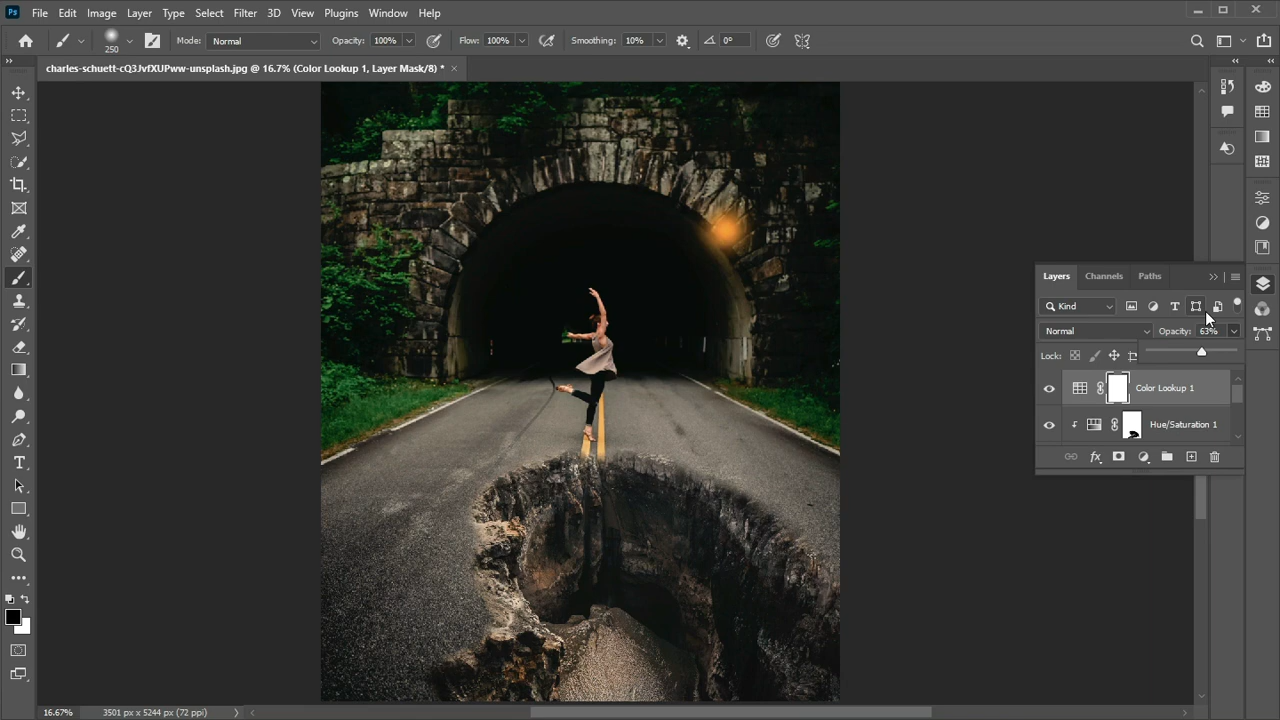 Ps File Edit Image Layer Type Select Filter 3D View Plugins Window Help
250 Mode: Normal Opacity: 100% Flow: 100% Smoothing: 10% 0°
charles-schuett-cQ3JvfXUPww-unsplash.jpg @ 16.7% (Color Lookup 1, Layer Mask/8) * ×
Layers Channels Paths
Kind
Normal Opacity: 63%
Lock:
Color Lookup 1
Hue/Saturation 1
fx
16.67% 3501 px x 5244 px (72 ppi)